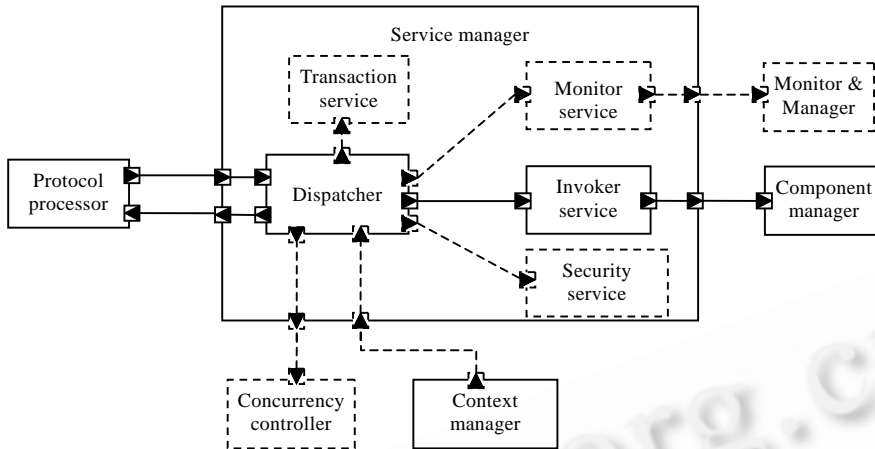 Service manager
Transaction
service
Monitor
service
Monitor &
Manager
Protocol
processor
Dispatcher
Invoker
service
Component
manager
Security
service
Concurrency
controller
Context
manager
org.c